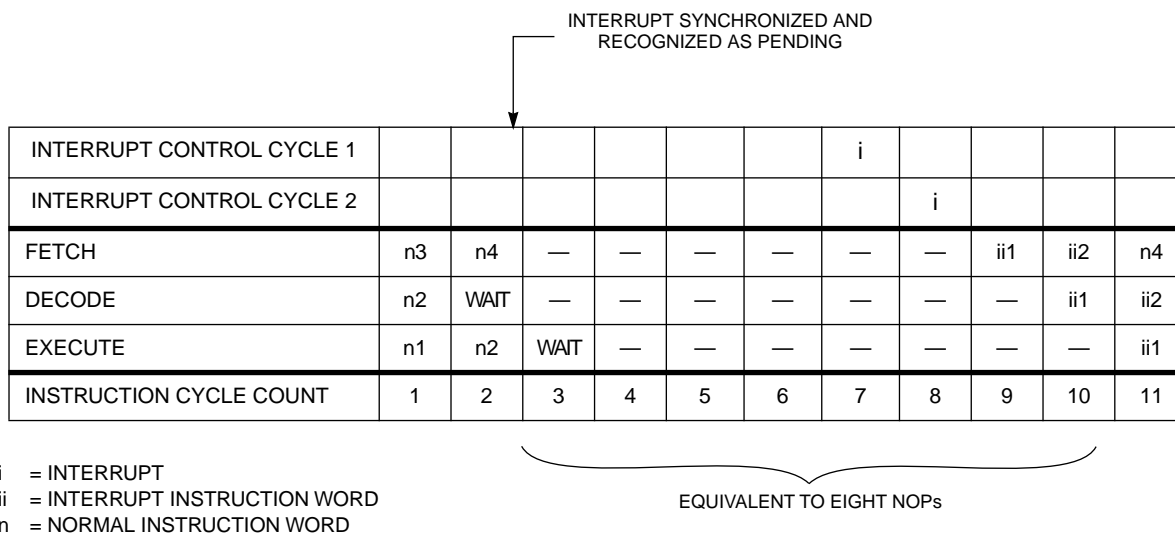 INTERRUPT SYNCHRONIZED AND
RECOGNIZED AS PENDING
INTERRUPT CONTROL CYCLE 1 i
INTERRUPT CONTROL CYCLE 2 i
FETCH n3 n4 — — — — — — ii1 ii2 n4
DECODE n2 WAIT — — — — — — — ii1 ii2
EXECUTE n1 n2 WAIT — — — — — — — ii1
INSTRUCTION CYCLE COUNT 1 2 3 4 5 6 7 8 9 10 11
i = INTERRUPT
ii = INTERRUPT INSTRUCTION WORD
n = NORMAL INSTRUCTION WORD
EQUIVALENT TO EIGHT NOPs